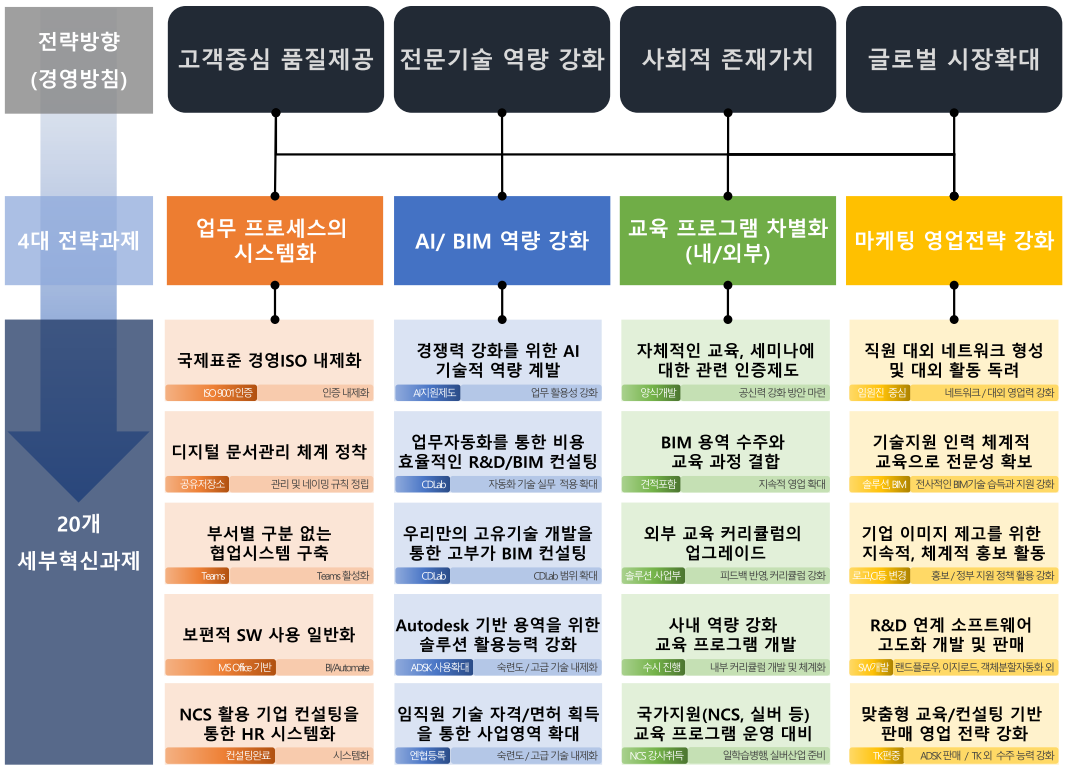 전략방향
(경영방침)
고객중심 품질제공
전문기술 역량 강화
사회적 존재가치
글로벌 시장확대
4대 전략과제
업무 프로세스의
시스템화
AI/ BIM 역량 강화
교육 프로그램 차별화
(내/외부)
마케팅 영업전략 강화
20개
세부혁신과제
국제표준 경영ISO 내제화
ISO 9001인증
인증 내제화
경쟁력 강화를 위한 AI
기술적 역량 계발
AI지원제도
업무 활용성 강화
자체적인 교육, 세미나에
대한 관련 인증제도
양식개발
공신력 강화 방안 마련
직원 대외 네트워크 형성
및 대외 활동 독려
임원진 중심
네트워크 / 대외 영업력 강화
디지털 문서관리 체계 정착
공유저장소
관리 및 네이밍 규칙 정립
업무자동화를 통한 비용
효율적인 R&D/BIM 컨설팅
CDLab
자동화 기술 실무 적용 확대
BIM 용역 수주와
교육 과정 결합
견적포함
지속적 영업 확대
기술지원 인력 체계적
교육으로 전문성 확보
솔루션, BIM
전사적인 BIM기술 습득과 지원 강화
부서별 구분 없는
협업시스템 구축
Teams
Teams 활성화
우리만의 고유기술 개발을
통한 고부가 BIM 컨설팅
CDLab
CDLab 범위 확대
외부 교육 커리큘럼의
업그레이드
솔루션 사업부
피드백 반영, 커리큘럼 강화
기업 이미지 제고를 위한
지속적, 체계적 홍보 활동
로고,CI등 변경
홍보 / 정부 지원 정책 활용 강화
보편적 SW 사용 일반화
MS Office 기반
BI/Automate
Autodesk 기반 용역을 위한
솔루션 활용능력 강화
ADSK 사용확대
숙련도 / 고급 기술 내제화
사내 역량 강화
교육 프로그램 개발
수시 진행
내부 커리큘럼 개발 및 체계화
R&D 연계 소프트웨어
고도화 개발 및 판매
SW개발
랜드플로우, 이지로드, 객체분할자동화 외
NCS 활용 기업 컨설팅을
통한 HR 시스템화
컨설팅완료
시스템화
임직원 기술 자격/면허 획득
을 통한 사업영역 확대
엔협등록
숙련도 / 고급 기술 내제화
국가지원(NCS, 실버 등)
교육 프로그램 운영 대비
NCS 강사취득
일학습병행, 실버산업 준비
맞춤형 교육/컨설팅 기반
판매 영업 전략 강화
TK편중
ADSK 판매 / TK 외 수주 능력 강화